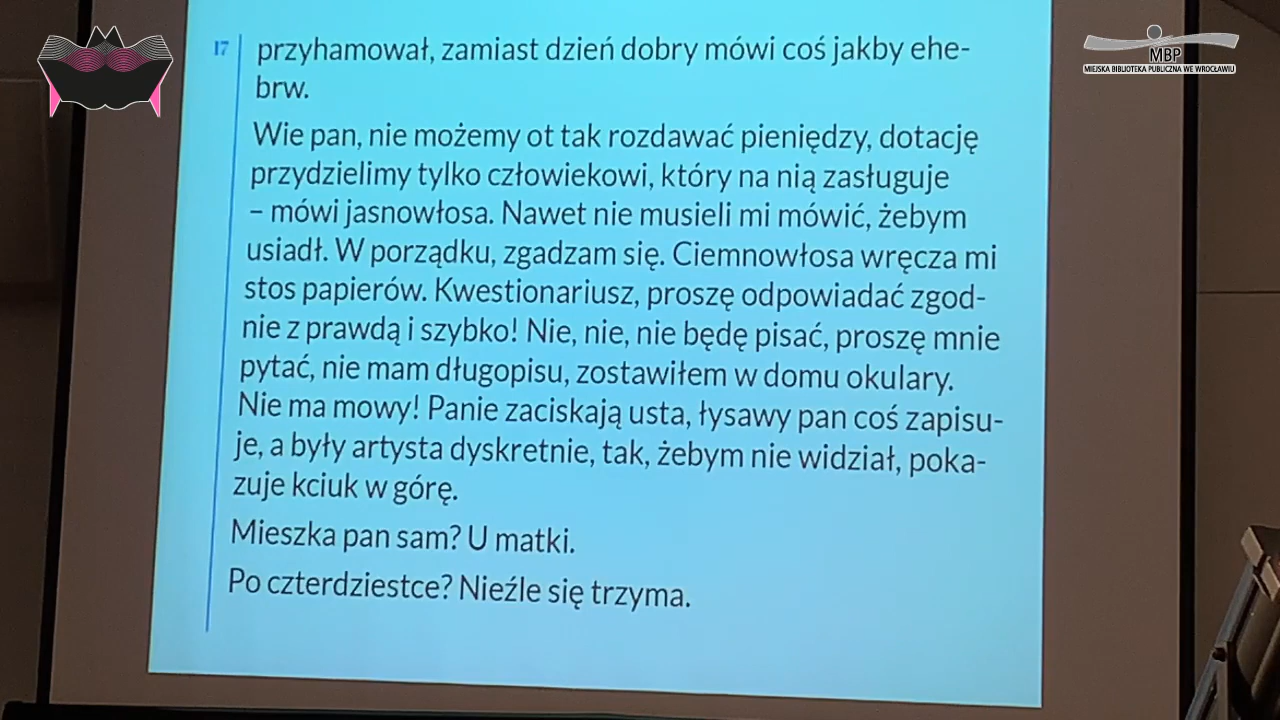 17
przyhamował, zamiast dzień dobry mówi coś jakby ehe-
brw.
Wie pan, nie możemy ot tak rozdawać pieniędzy, dotację
przydzielimy tylko człowiekowi, który na nią zasługuje
– mówi jasnowłosa. Nawet nie musieli mi mówić, żebym
usiadł. W porządku, zgadzam się. Ciemnowłosa wręcza mi
stos papierów. Kwestionariusz, proszę odpowiadać zgod-
nie z prawdą i szybko! Nie, nie, nie będę pisać, proszę mnie
pytać, nie mam długopisu, zostawiłem w domu okulary.
Nie ma mowy! Panie zaciskają usta, łysawy pan coś zapisu-
je, a były artysta dyskretnie, tak, żebym nie widział, poka-
zuje kciuk w górę.
Mieszka pan sam? U matki.
Po czterdziestce? Nieźle się trzyma.
MBP
MIEJSKA BIBLIOTEKA PUBLICZNA WE WROCŁAWIU